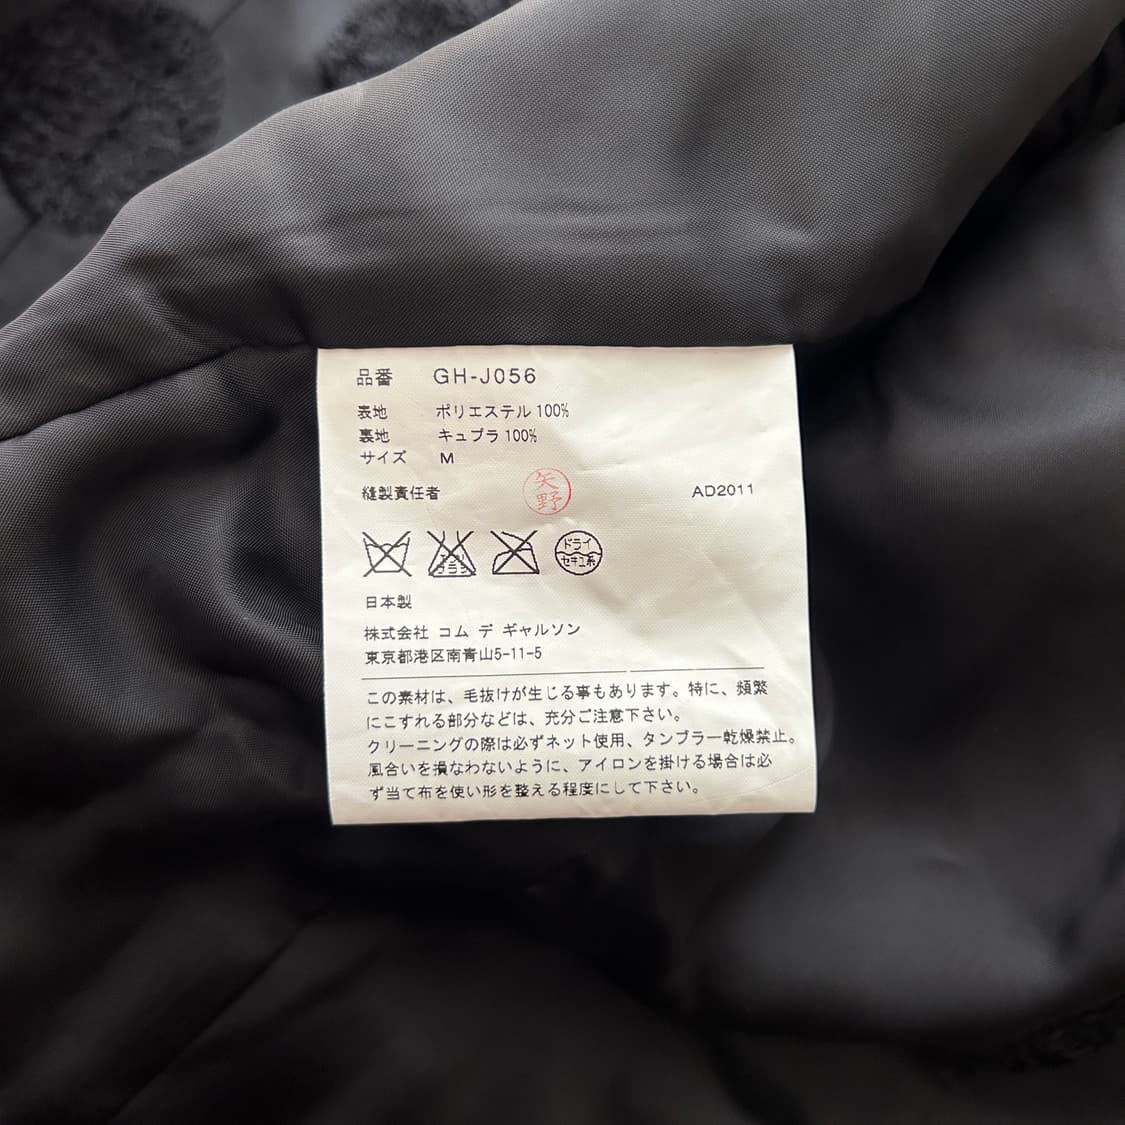 品番 GH-J056
表地 ポリエステル 100%
裏地 キュプラ 100%
サイズ M
縫製責任者 矢野 AD2011
ドライ
セキユ系
日本製
株式会社 コム デ ギャルソン
東京都港区南青山5-11-5
この素材は、毛抜けが生じる事もあります。特に、頻繁
にこすれる部分などは、充分ご注意下さい。
クリーニングの際は必ずネット使用、タンブラー乾燥禁止。
風合いを損なわないように、アイロンを掛ける場合は必
ず当て布を使い形を整える程度にして下さい。